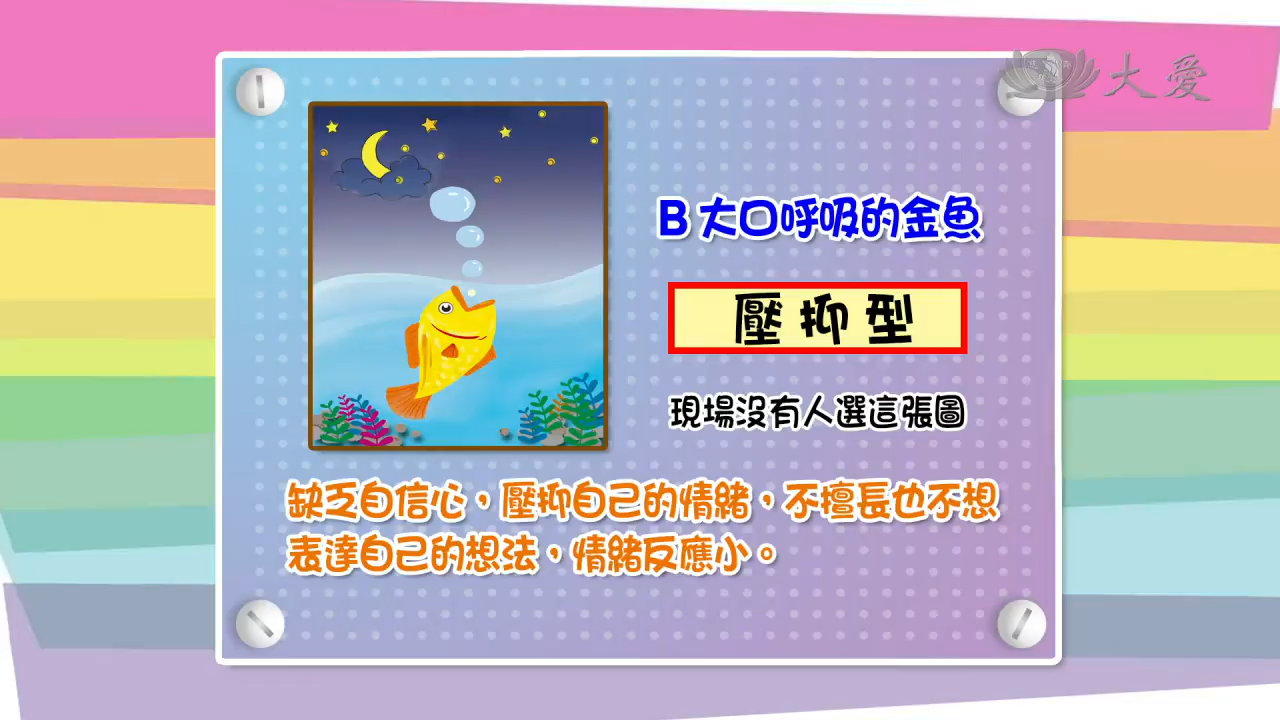 大愛
B 大口呼吸的金魚
壓抑型
現場沒有人選這張圖
缺乏自信心，壓抑自己的情緒，不擅長也不想
表達自己的想法，情緒反應小。